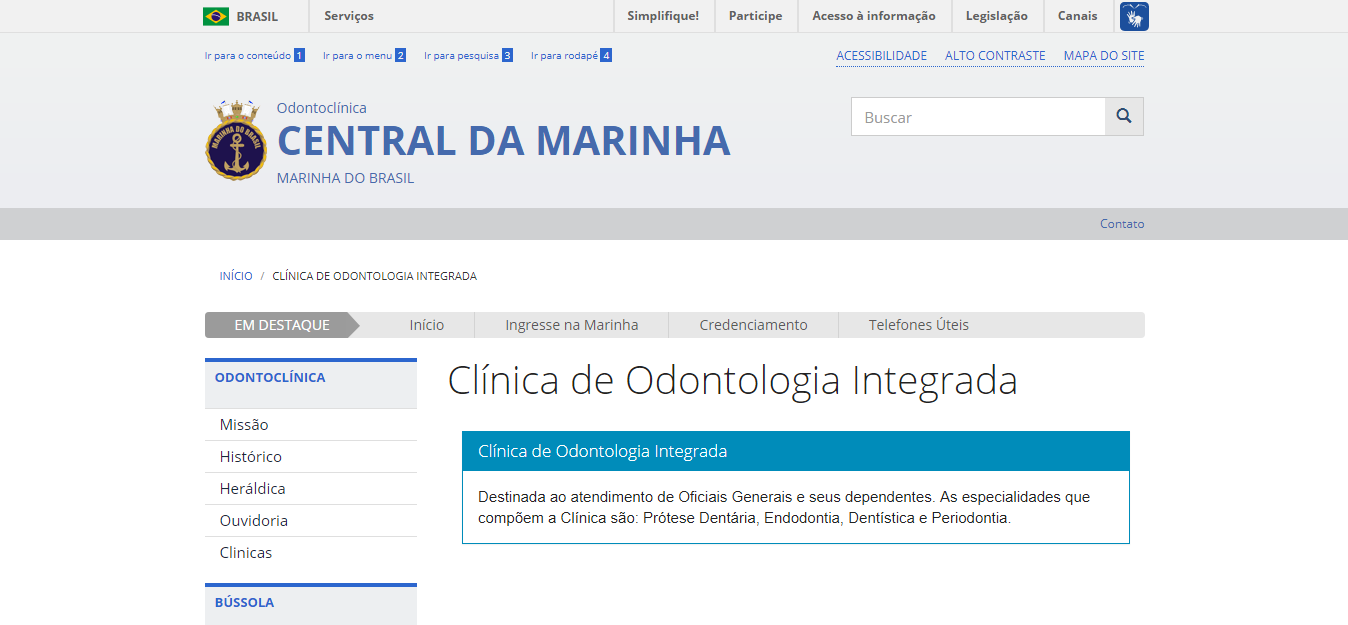 BRASIL Serviços Simplifique! Participe Acesso à informação Legislação Canais
Ir para o conteúdo 1 Ir para o menu 2 Ir para pesquisa 3 Ir para rodapé 4 ACESSIBILIDADE ALTO CONTRASTE MAPA DO SITE
Odontoclínica
CENTRAL DA MARINHA
MARINHA DO BRASIL
MARINHA DO BRASIL
Buscar
Contato
INÍCIO / CLÍNICA DE ODONTOLOGIA INTEGRADA
EM DESTAQUE Início Ingresse na Marinha Credenciamento Telefones Úteis
ODONTOCLÍNICA
Missão
Histórico
Heráldica
Ouvidoria
Clinicas
BÚSSOLA
Clínica de Odontologia Integrada
Clínica de Odontologia Integrada
Destinada ao atendimento de Oficiais Generais e seus dependentes. As especialidades que
compõem a Clínica são: Prótese Dentária, Endodontia, Dentística e Periodontia.